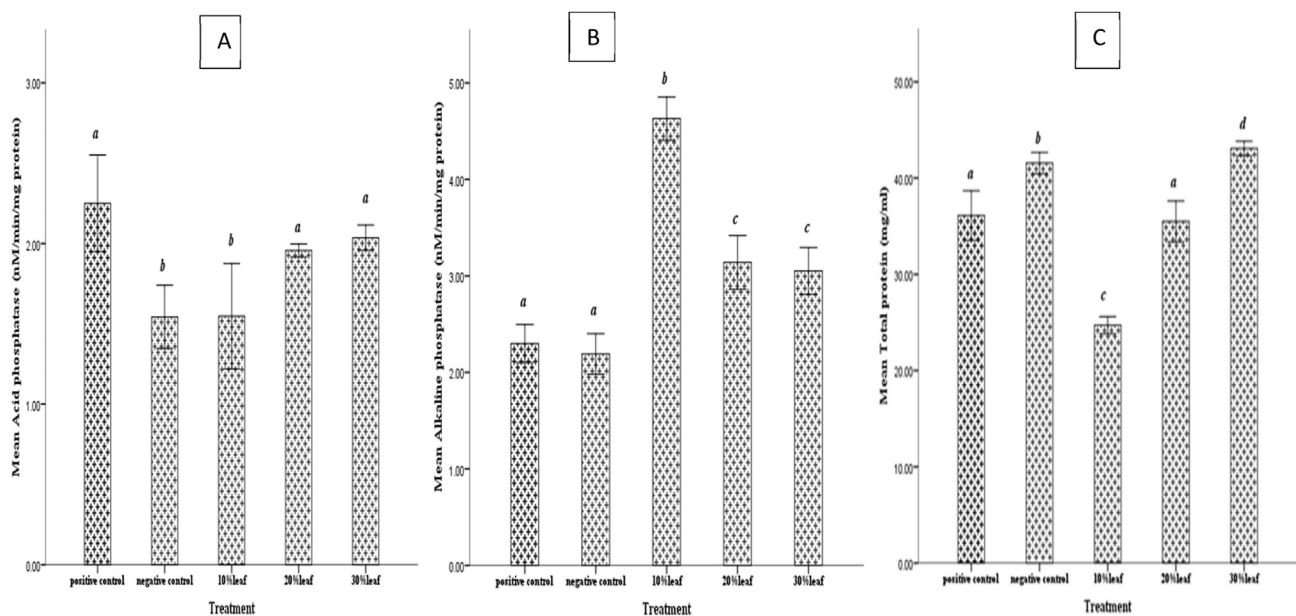 A
Mean Acid phosphatase (nM/min/mg protein)
3.00
2.00
1.00
0.00
a
b
b
a
a
positive control
negative control
10%leaf
20%leaf
30%leaf
Treatment
B
Mean Alkaline phosphatase (nM/min/mg protein)
5.00
4.00
3.00
2.00
1.00
0.00
a
a
b
c
c
positive control
negative control
10%leaf
20%leaf
30%leaf
Treatment
C
Mean Total protein (mg/ml)
50.00
40.00
30.00
20.00
10.00
0.00
a
b
c
a
d
positive control
negative control
10%leaf
20%leaf
30%leaf
Treatment